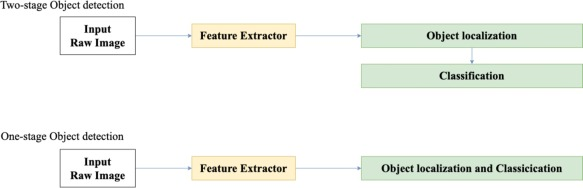 Two-stage Object detection
Input
Raw Image
Feature Extractor
Object localization
Classification
One-stage Object detection
Input
Raw Image
Feature Extractor
Object localization and Classicication